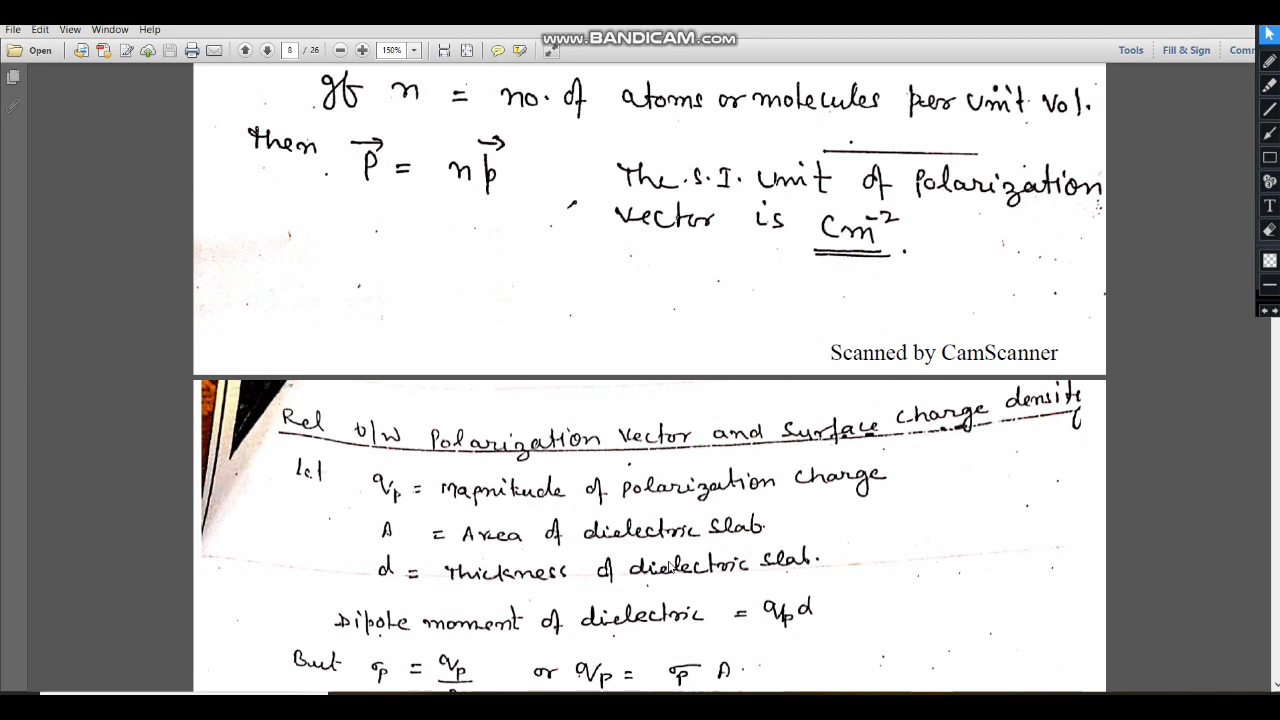 File Edit View Window Help
www.BANDICAM.com
Open 8 / 26 150% Tools Fill & Sign Comm
If n = no. of atoms or molecules per unit vol.
Then P⃗ = n p⃗
The S.I. unit of polarization
vector is Cm⁻².
Scanned by CamScanner
Rel b/w Polarization vector and surface charge density
Let qp = Magnitude of polarization charge
A = Area of dielectric slab.
d = Thickness of dielectric slab.
Dipole moment of dielectric = qp d
But σp = qp or qp = σp A.